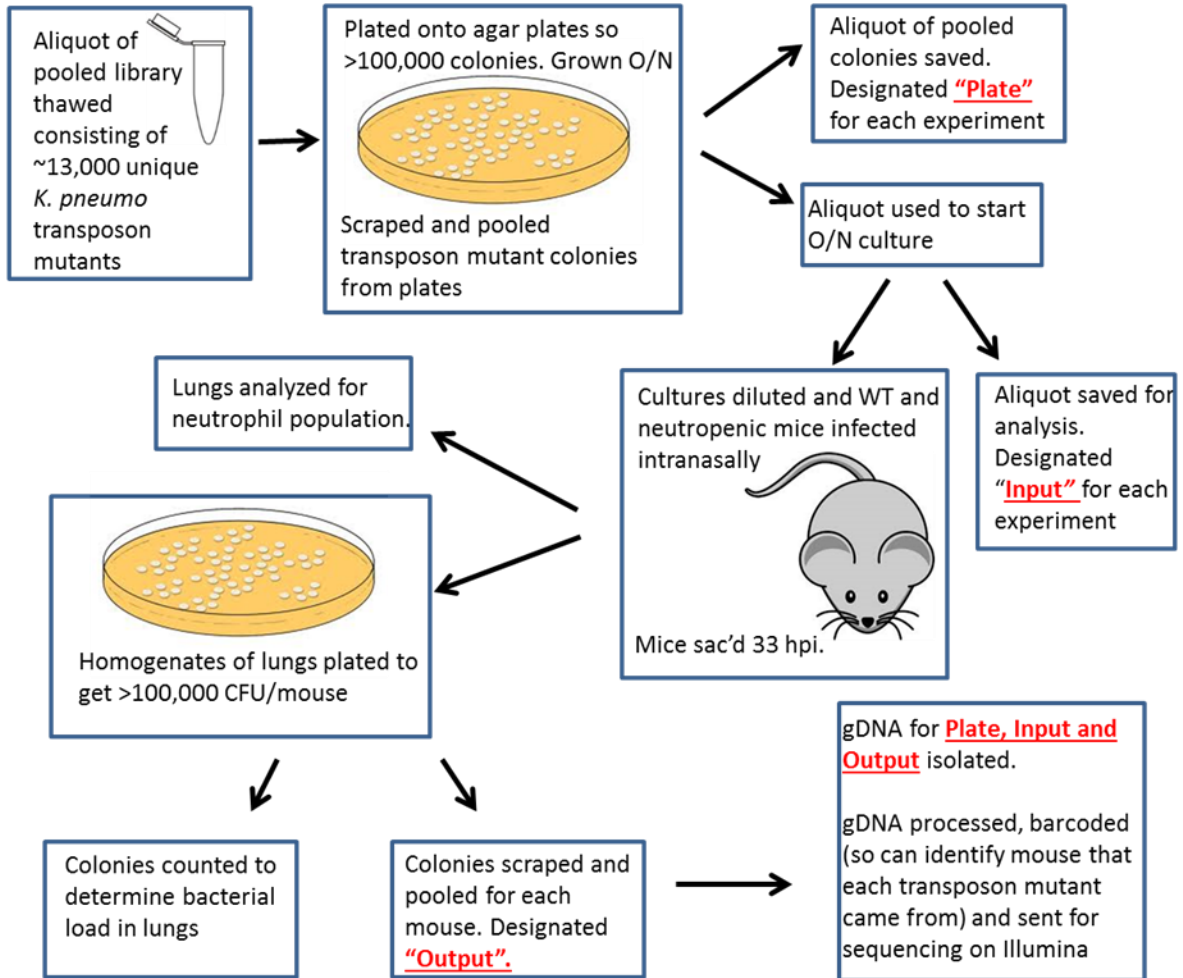 Aliquot of
pooled library
thawed
consisting of
~13,000 unique
K. pneumo
transposon
mutants
Plated onto agar plates so
>100,000 colonies. Grown O/N
Scraped and pooled
transposon mutant colonies
from plates
Aliquot of pooled
colonies saved.
Designated "Plate"
for each experiment
Aliquot used to start
O/N culture
Lungs analyzed for
neutrophil population.
Cultures diluted and WT and
neutropenic mice infected
intranasally
Mice sac'd 33 hpi.
Aliquot saved for
analysis.
Designated
"Input" for each
experiment
Homogenates of lungs plated to
get >100,000 CFU/mouse
Colonies counted to
determine bacterial
load in lungs
Colonies scraped and
pooled for each
mouse. Designated
"Output".
gDNA for Plate, Input and
Output isolated.
gDNA processed, barcoded
(so can identify mouse that
each transposon mutant
came from) and sent for
sequencing on Illumina